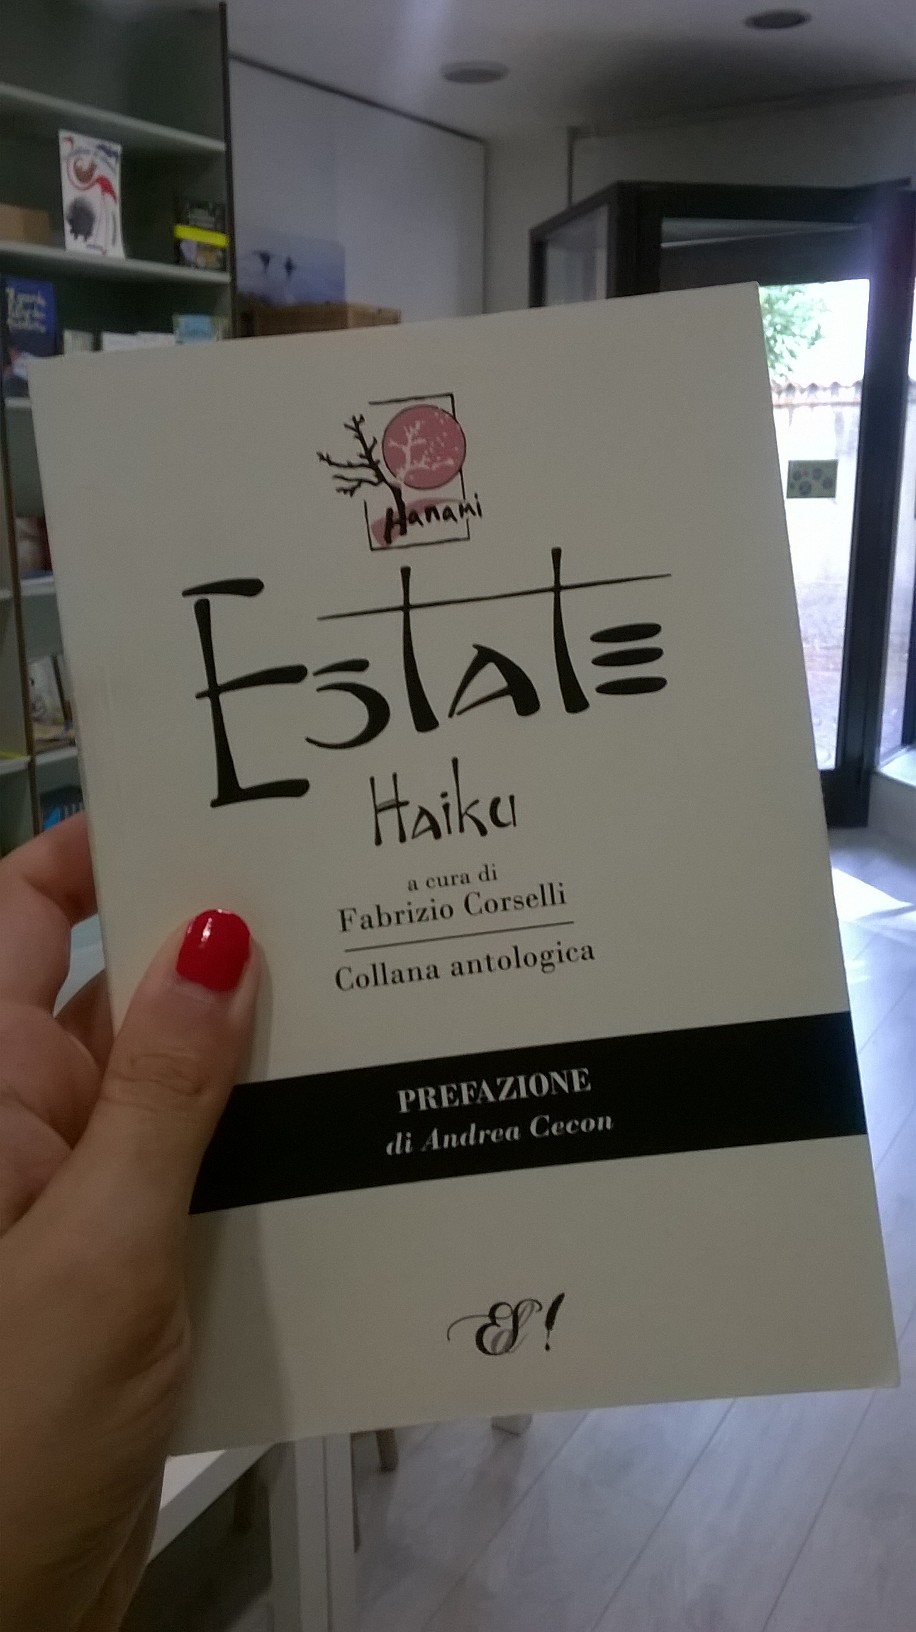 Hanami
Estate
Haiku
a cura di
Fabrizio Corselli
Collana antologica
PREFAZIONE
di Andrea Cecon